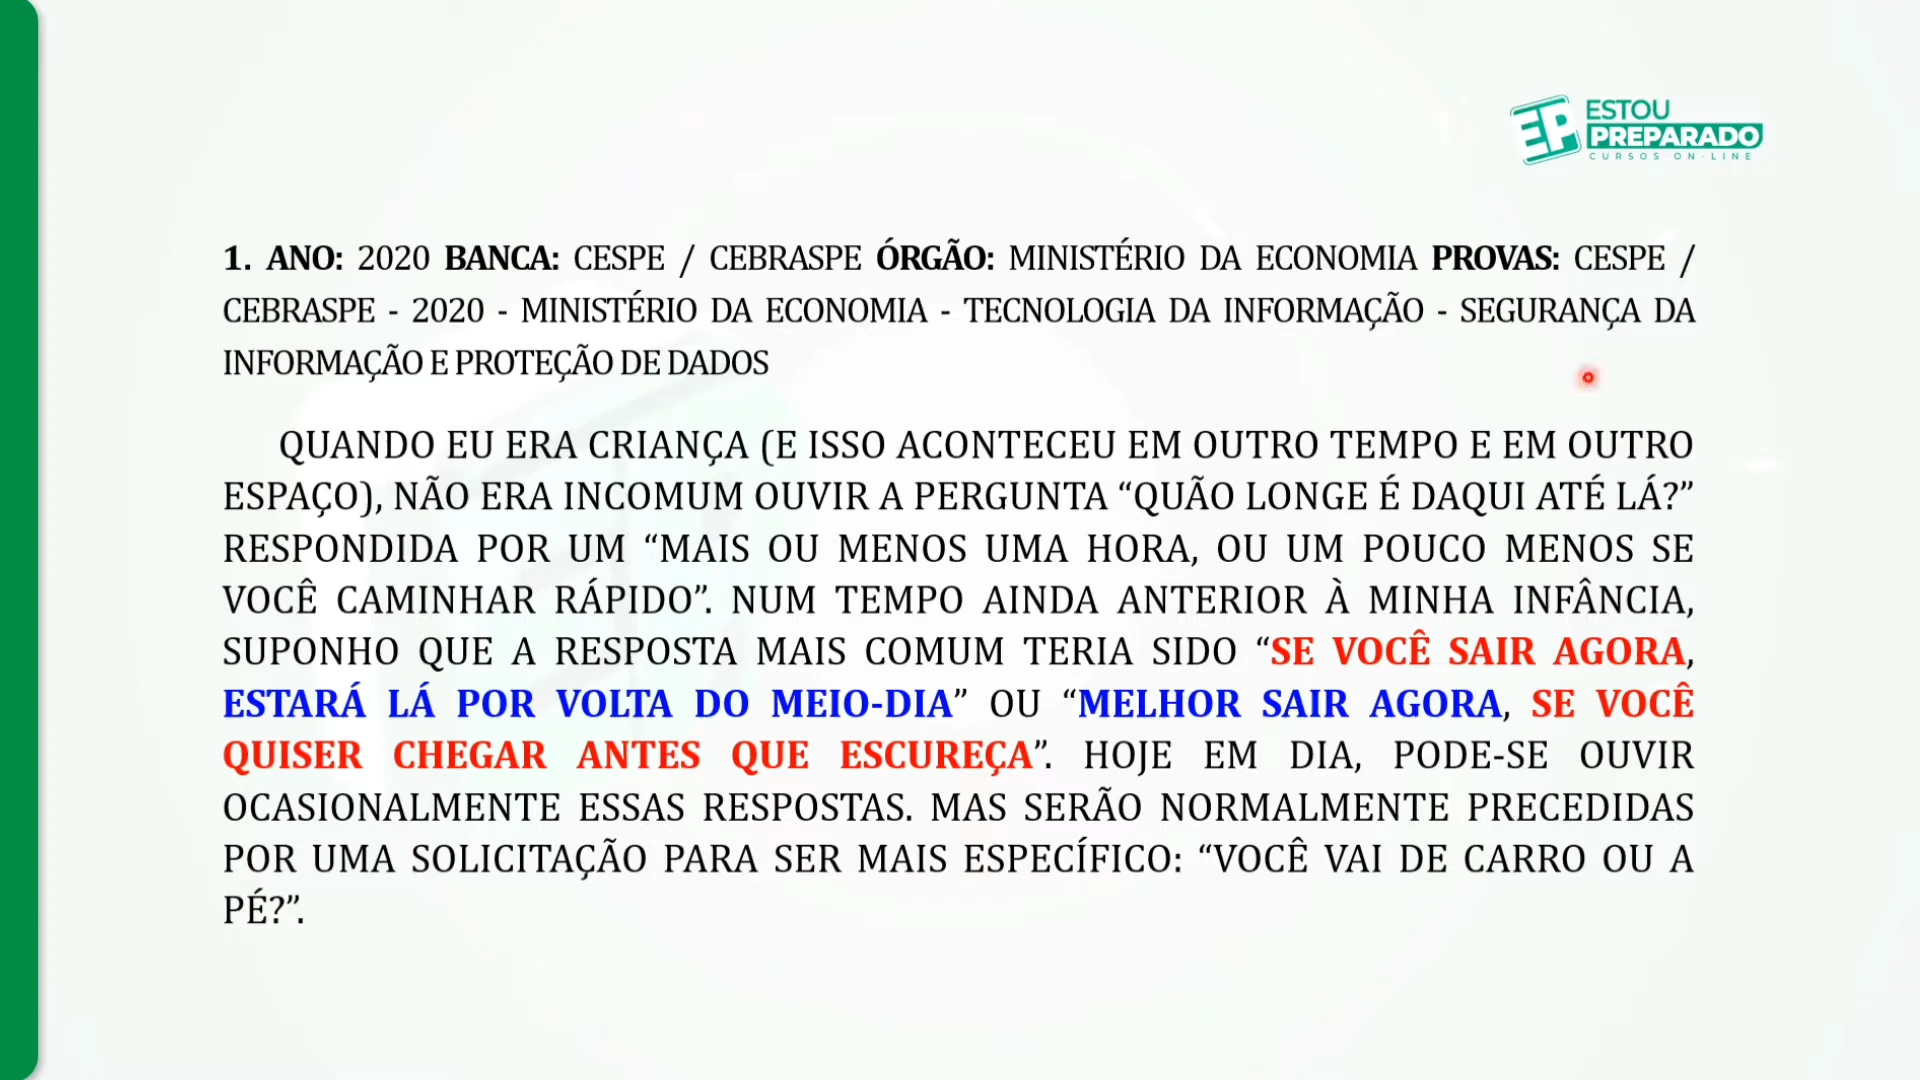 EP ESTOU
PREPARADO
CURSOS ON-LINE
1. ANO: 2020 BANCA: CESPE / CEBRASPE ÓRGÃO: MINISTÉRIO DA ECONOMIA PROVAS: CESPE /
CEBRASPE - 2020 - MINISTÉRIO DA ECONOMIA - TECNOLOGIA DA INFORMAÇÃO - SEGURANÇA DA
INFORMAÇÃO E PROTEÇÃO DE DADOS
QUANDO EU ERA CRIANÇA (E ISSO ACONTECEU EM OUTRO TEMPO E EM OUTRO
ESPAÇO), NÃO ERA INCOMUM OUVIR A PERGUNTA “QUÃO LONGE É DAQUI ATÉ LÁ?”
RESPONDIDA POR UM “MAIS OU MENOS UMA HORA, OU UM POUCO MENOS SE
VOCÊ CAMINHAR RÁPIDO”. NUM TEMPO AINDA ANTERIOR À MINHA INFÂNCIA,
SUPONHO QUE A RESPOSTA MAIS COMUM TERIA SIDO “SE VOCÊ SAIR AGORA,
ESTARÁ LÁ POR VOLTA DO MEIO-DIA” OU “MELHOR SAIR AGORA, SE VOCÊ
QUISER CHEGAR ANTES QUE ESCUREÇA”. HOJE EM DIA, PODE-SE OUVIR
OCASIONALMENTE ESSAS RESPOSTAS. MAS SERÃO NORMALMENTE PRECEDIDAS
POR UMA SOLICITAÇÃO PARA SER MAIS ESPECÍFICO: “VOCÊ VAI DE CARRO OU A
PÉ?”.